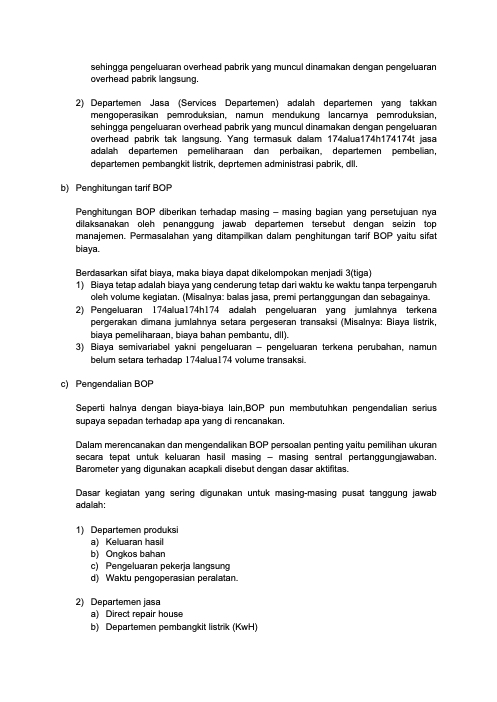 sehingga pengeluaran overhead pabrik yang muncul dinamakan dengan pengeluaran
overhead pabrik langsung.
2) Departemen Jasa (Services Departemen) adalah departemen yang takkan
mengoperasikan pemroduksian, namun mendukung lancarnya pemroduksian,
sehingga pengeluaran overhead pabrik yang muncul dinamakan dengan pengeluaran
overhead pabrik tak langsung. Yang termasuk dalam 174alua174h174174t jasa
adalah departemen pemeliharaan dan perbaikan, departemen pembelian,
departemen pembangkit listrik, deprtemen administrasi pabrik, dll.
b) Penghitungan tarif BOP
Penghitungan BOP diberikan terhadap masing – masing bagian yang persetujuan nya
dilaksanakan oleh penanggung jawab departemen tersebut dengan seizin top
manajemen. Permasalahan yang ditampilkan dalam penghitungan tarif BOP yaitu sifat
biaya.
Berdasarkan sifat biaya, maka biaya dapat dikelompokan menjadi 3(tiga)
1) Biaya tetap adalah biaya yang cenderung tetap dari waktu ke waktu tanpa terpengaruh
oleh volume kegiatan. (Misalnya: balas jasa, premi pertanggungan dan sebagainya.
2) Pengeluaran 174alua174h174 adalah pengeluaran yang jumlahnya terkena
pergerakan dimana jumlahnya setara pergeseran transaksi (Misalnya: Biaya listrik,
biaya pemeliharaan, biaya bahan pembantu, dll).
3) Biaya semivariabel yakni pengeluaran – pengeluaran terkena perubahan, namun
belum setara terhadap 174alua174 volume transaksi.
c) Pengendalian BOP
Seperti halnya dengan biaya-biaya lain,BOP pun membutuhkan pengendalian serius
supaya sepadan terhadap apa yang di rencanakan.
Dalam merencanakan dan mengendalikan BOP persoalan penting yaitu pemilihan ukuran
secara tepat untuk keluaran hasil masing – masing sentral pertanggungjawaban.
Barometer yang digunakan acapkali disebut dengan dasar aktifitas.
Dasar kegiatan yang sering digunakan untuk masing-masing pusat tanggung jawab
adalah:
1) Departemen produksi
a) Keluaran hasil
b) Ongkos bahan
c) Pengeluaran pekerja langsung
d) Waktu pengoperasian peralatan.
2) Departemen jasa
a) Direct repair house
b) Departemen pembangkit listrik (KwH)